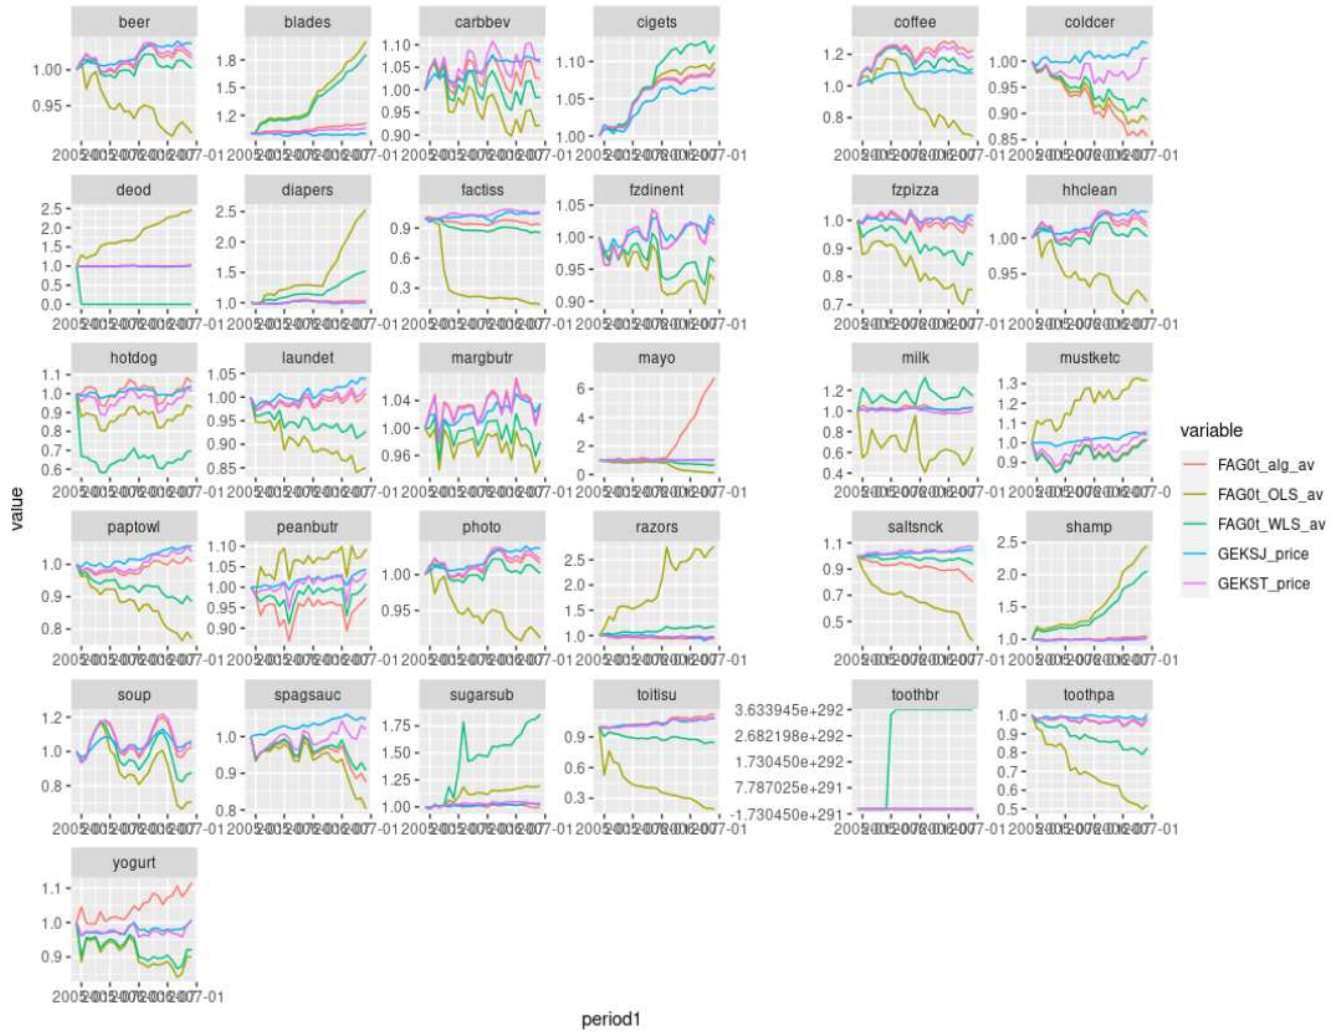 beer blades carbbev cigets coffee coldcer
1.00 0.95
1.8 1.5 1.2
1.10 1.05 1.00 0.95 0.90
1.10 1.05 1.00
1.2 1.0 0.8
1.00 0.95 0.90 0.85
deod diapers factiss fzdinent fzpizza hhclean
2.5 2.0 1.5 1.0 0.5 0.0
2.5 2.0 1.5 1.0
0.9 0.6 0.3
1.05 1.00 0.95 0.90
1.0 0.9 0.8 0.7
1.00 0.95
hotdog laundet margbutr mayo milk mustketc
1.1 1.0 0.9 0.8 0.7 0.6
1.05 1.00 0.95 0.90 0.85
1.04 1.00 0.96
6 4 2 0
1.2 1.0 0.8 0.6 0.4
1.3 1.2 1.1 1.0 0.9
paptowl peanbutr photo razors saltsnck shamp
1.0 0.9 0.8
1.10 1.05 1.00 0.95 0.90
1.00 0.95
2.5 2.0 1.5 1.0
1.1 0.9 0.7 0.5
2.5 2.0 1.5 1.0
soup spagsauc sugarsub toitisu toothbr toothpa
1.2 1.0 0.8
1.0 0.9 0.8
1.75 1.50 1.25 1.00
0.9 0.6 0.3
3.633945e+292
2.682198e+292
1.730450e+292
7.787025e+291
-1.730450e+291
1.0 0.9 0.8 0.7 0.6 0.5
yogurt
1.1 1.0 0.9
value
period1
variable
FAG0t_alg_av
FAG0t_OLS_av
FAG0t_WLS_av
GEKSJ_price
GEKST_price